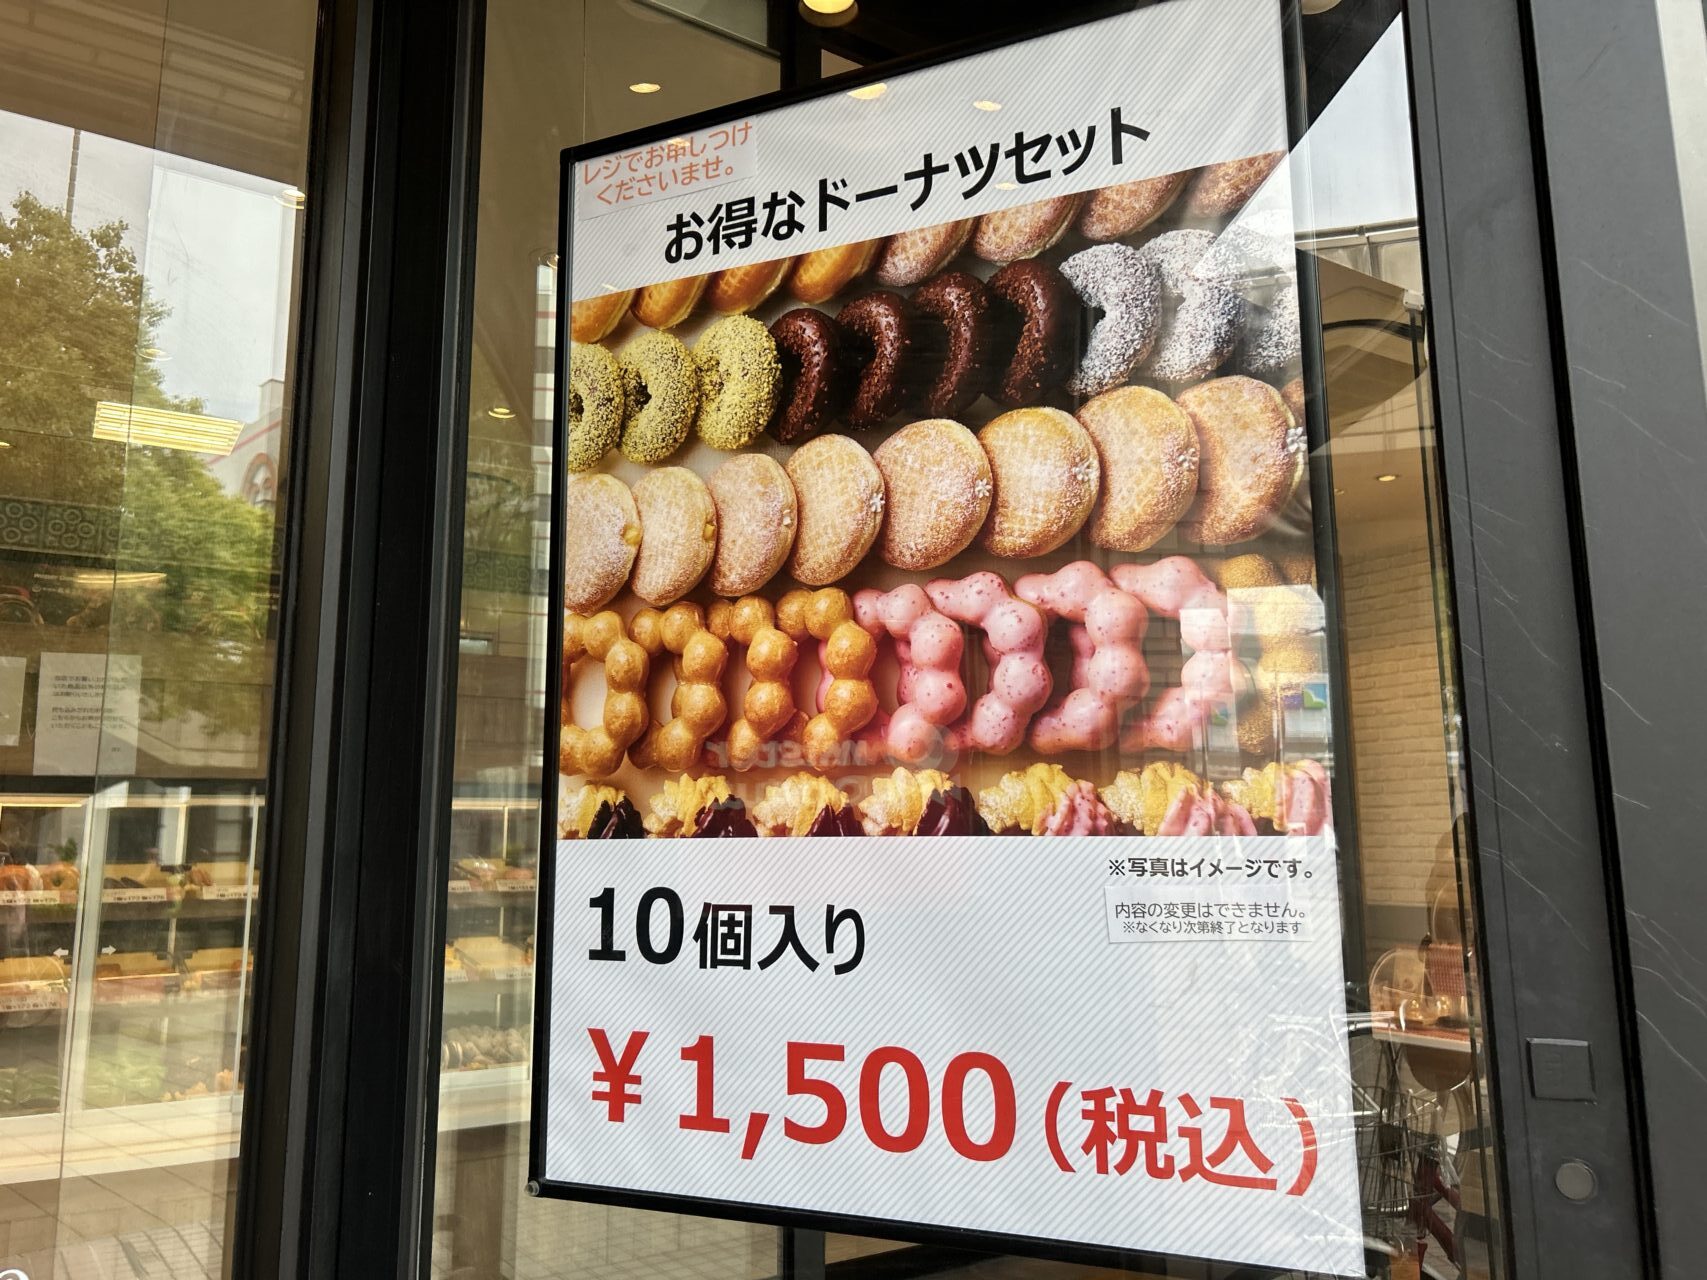 レジでお申しつけ
くださいませ。
お得なドーナツセット
※写真はイメージです。
内容の変更はできません。
※なくなり次第終了となります
10個入り
¥1,500(税込)